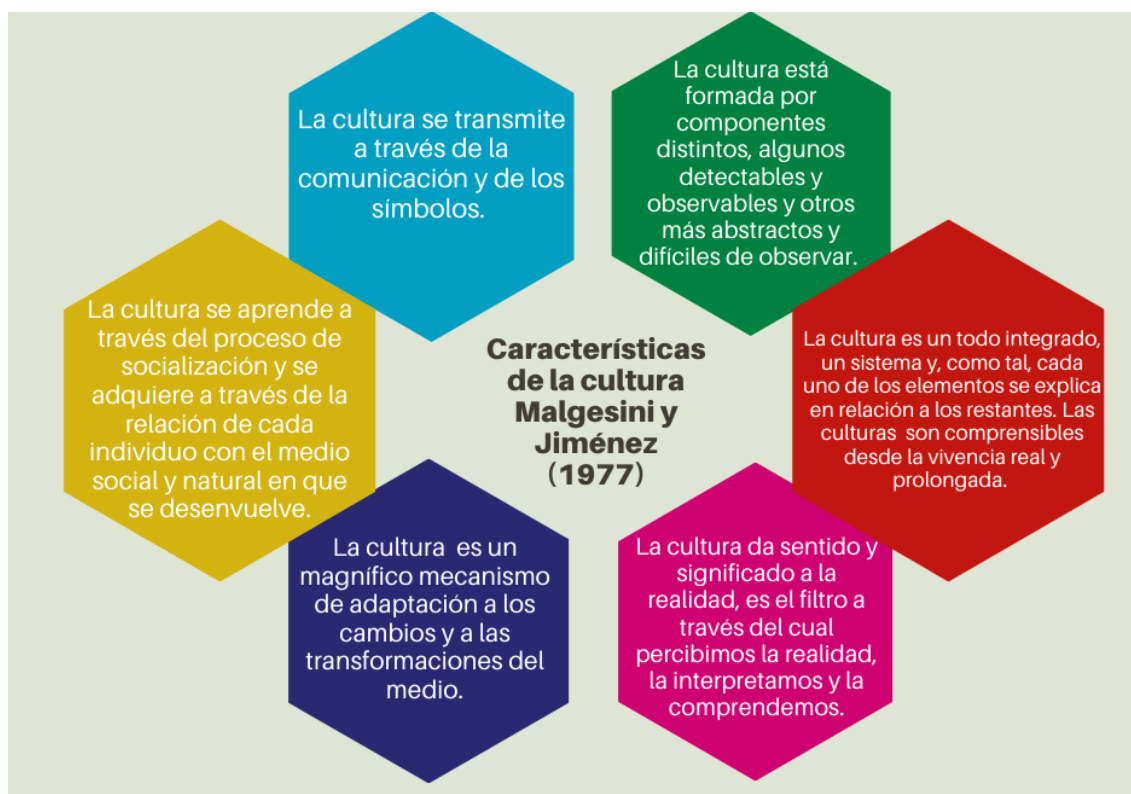 La cultura se transmite
a través de la
comunicación y de los
símbolos.
La cultura está
formada por
componentes
distintos, algunos
detectables y
observables y otros
más abstractos y
difíciles de observar.
La cultura se aprende a
través del proceso de
socialización y se
adquiere a través de la
relación de cada
individuo con el medio
social y natural en que
se desenvuelve.
Características
de la cultura
Malgesini y
Jiménez
(1977)
La cultura es un todo integrado,
un sistema y, como tal, cada
uno de los elementos se explica
en relación a los restantes. Las
culturas son comprensibles
desde la vivencia real y
prolongada.
La cultura es un
magnífico mecanismo
de adaptación a los
cambios y a las
transformaciones del
medio.
La cultura da sentido y
significado a la
realidad, es el filtro a
través del cual
percibimos la realidad,
la interpretamos y la
comprendemos.